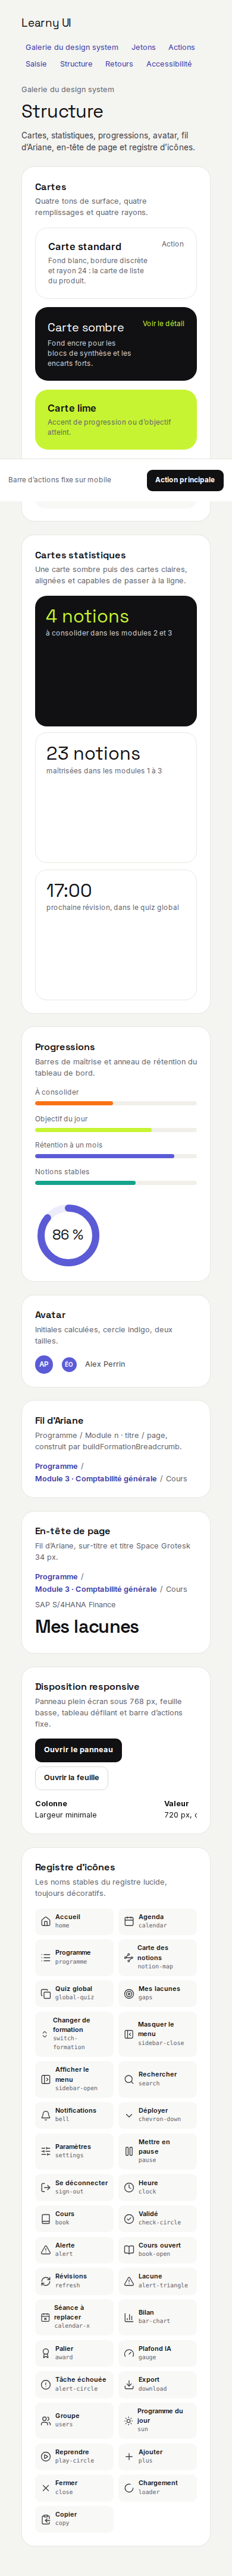 Learny UI
Galerie du design system Jetons Actions
Saisie Structure Retours Accessibilité
Galerie du design system
Structure
Cartes, statistiques, progressions, avatar, fil
d'Ariane, en-tête de page et registre d'icônes.
Cartes
Quatre tons de surface, quatre
remplissages et quatre rayons.
Carte standard
Action
Fond blanc, bordure discrète
et rayon 24 : la carte de liste
du produit.
Carte sombre
Voir le détail
Fond encre pour les
blocs de synthèse et les
encarts forts.
Carte lime
Accent de progression ou d'objectif
atteint.
Barre d'actions fixe sur mobile
Action principale
Cartes statistiques
Une carte sombre puis des cartes claires,
alignées et capables de passer à la ligne.
4 notions
à consolider dans les modules 2 et 3
23 notions
maîtrisées dans les modules 1 à 3
17:00
prochaine révision, dans le quiz global
Progressions
Barres de maîtrise et anneau de rétention du
tableau de bord.
À consolider
Objectif du jour
Rétention à un mois
Notions stables
86 %
Avatar
Initiales calculées, cercle indigo, deux
tailles.
AP ÉO Alex Perrin
Fil d'Ariane
Programme / Module n · titre / page,
construit par buildFormationBreadcrumb.
Programme /
Module 3 · Comptabilité générale / Cours
En-tête de page
Fil d'Ariane, sur-titre et titre Space Grotesk
34 px.
Programme /
Module 3 · Comptabilité générale / Cours
SAP S/4HANA Finance
Mes lacunes
Disposition responsive
Panneau plein écran sous 768 px, feuille
basse, tableau défilant et barre d'actions
fixe.
Ouvrir le panneau
Ouvrir la feuille
Colonne Valeur
Largeur minimale 720 px, c
Registre d'icônes
Les noms stables du registre lucide,
toujours décoratifs.
Accueil
home
Agenda
calendar
Programme
programme
Carte des
notions
notion-map
Quiz global
global-quiz
Mes lacunes
gaps
Changer de
formation
switch-
formation
Masquer le
menu
sidebar-close
Afficher le
menu
sidebar-open
Rechercher
search
Notifications
bell
Déployer
chevron-down
Paramètres
settings
Mettre en
pause
pause
Se déconnecter
sign-out
Heure
clock
Cours
book
Validé
check-circle
Alerte
alert
Cours ouvert
book-open
Révisions
refresh
Lacune
alert-triangle
Séance à
replacer
calendar-x
Bilan
bar-chart
Palier
award
Plafond IA
gauge
Tâche échouée
alert-circle
Export
download
Groupe
users
Programme du
jour
sun
Reprendre
play-circle
Ajouter
plus
Fermer
close
Chargement
loader
Copier
copy